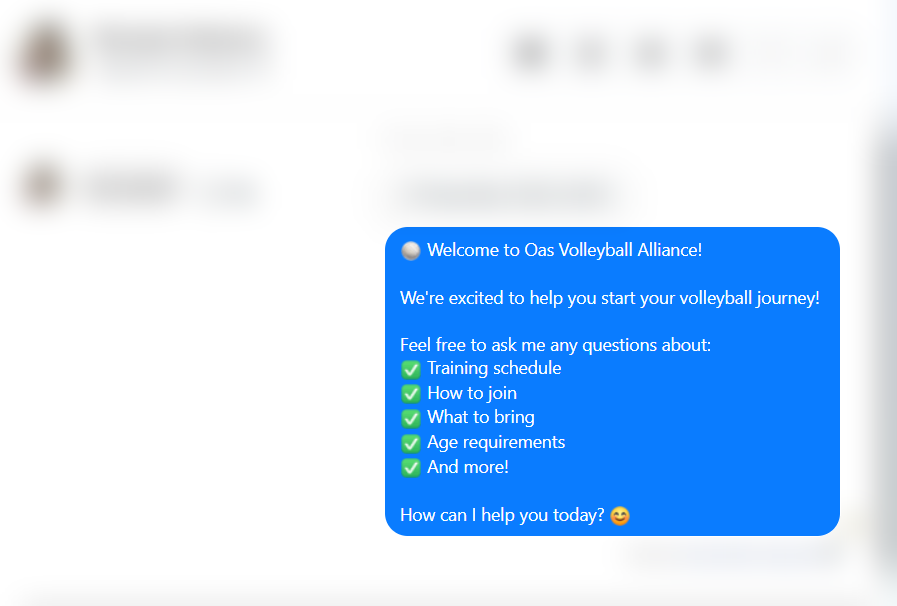 🏐 Welcome to Oas Volleyball Alliance!
We're excited to help you start your volleyball journey!
Feel free to ask me any questions about:
✅ Training schedule
✅ How to join
✅ What to bring
✅ Age requirements
✅ And more!
How can I help you today? 😊